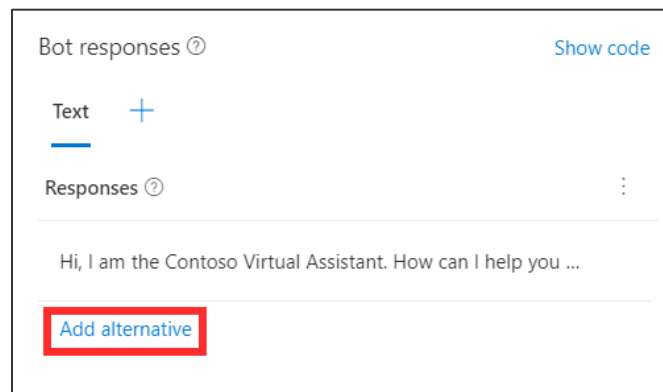 Bot responses
Show code
Text
Responses
Hi, I am the Contoso Virtual Assistant. How can I help you ...
Add alternative